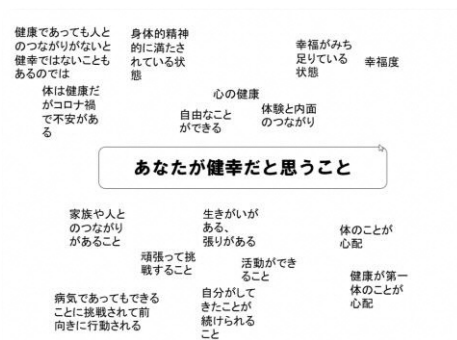 健康であっても人と
のつながりがないと
健幸ではないことも
あるのでは
身体的精神
的に満たさ
れている状
態
幸福がみち
足りている
状態
幸福度
体は健康だ
がコロナ禍
で不安があ
る
心の健康
自由なこと
ができる
体験と内面
のつながり
あなたが健幸だと思うこと
家族や人と
のつながり
があること
生きがいが
ある、
張りがある
体のことが
心配
頑張って挑
戦すること
活動ができ
ること
健康が第一
体のことが
心配
病気であってもできる
ことに挑戦されて前
向きに行動される
自分がして
きたことが
続けられる
こと